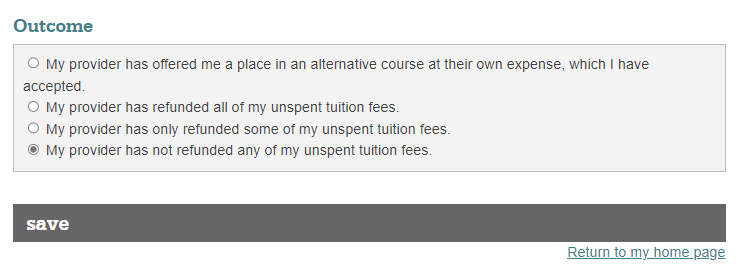 Outcome
My provider has offered me a place in an alternative course at their own expense, which I have
accepted.
My provider has refunded all of my unspent tuition fees.
My provider has only refunded some of my unspent tuition fees.
My provider has not refunded any of my unspent tuition fees.
save
Return to my home page